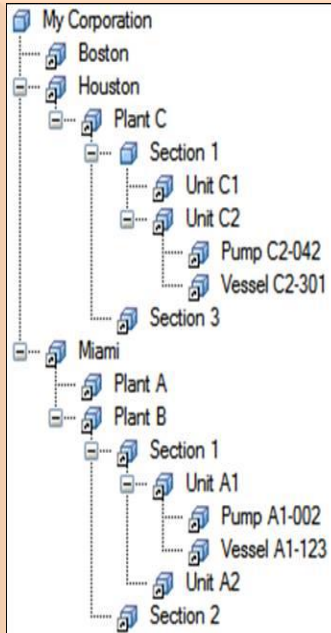 My Corporation
Boston
Houston
Plant C
Section 1
Unit C1
Unit C2
Pump C2-042
Vessel C2-301
Section 3
Miami
Plant A
Plant B
Section 1
Unit A1
Pump A1-002
Vessel A1-123
Unit A2
Section 2